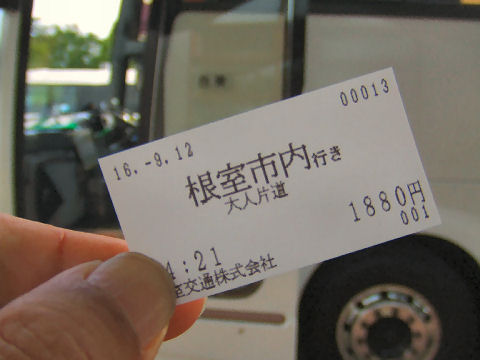 00013
16.-9.12
根室市内行き
大人片道
1880円
001
4:21
室交通株式会社